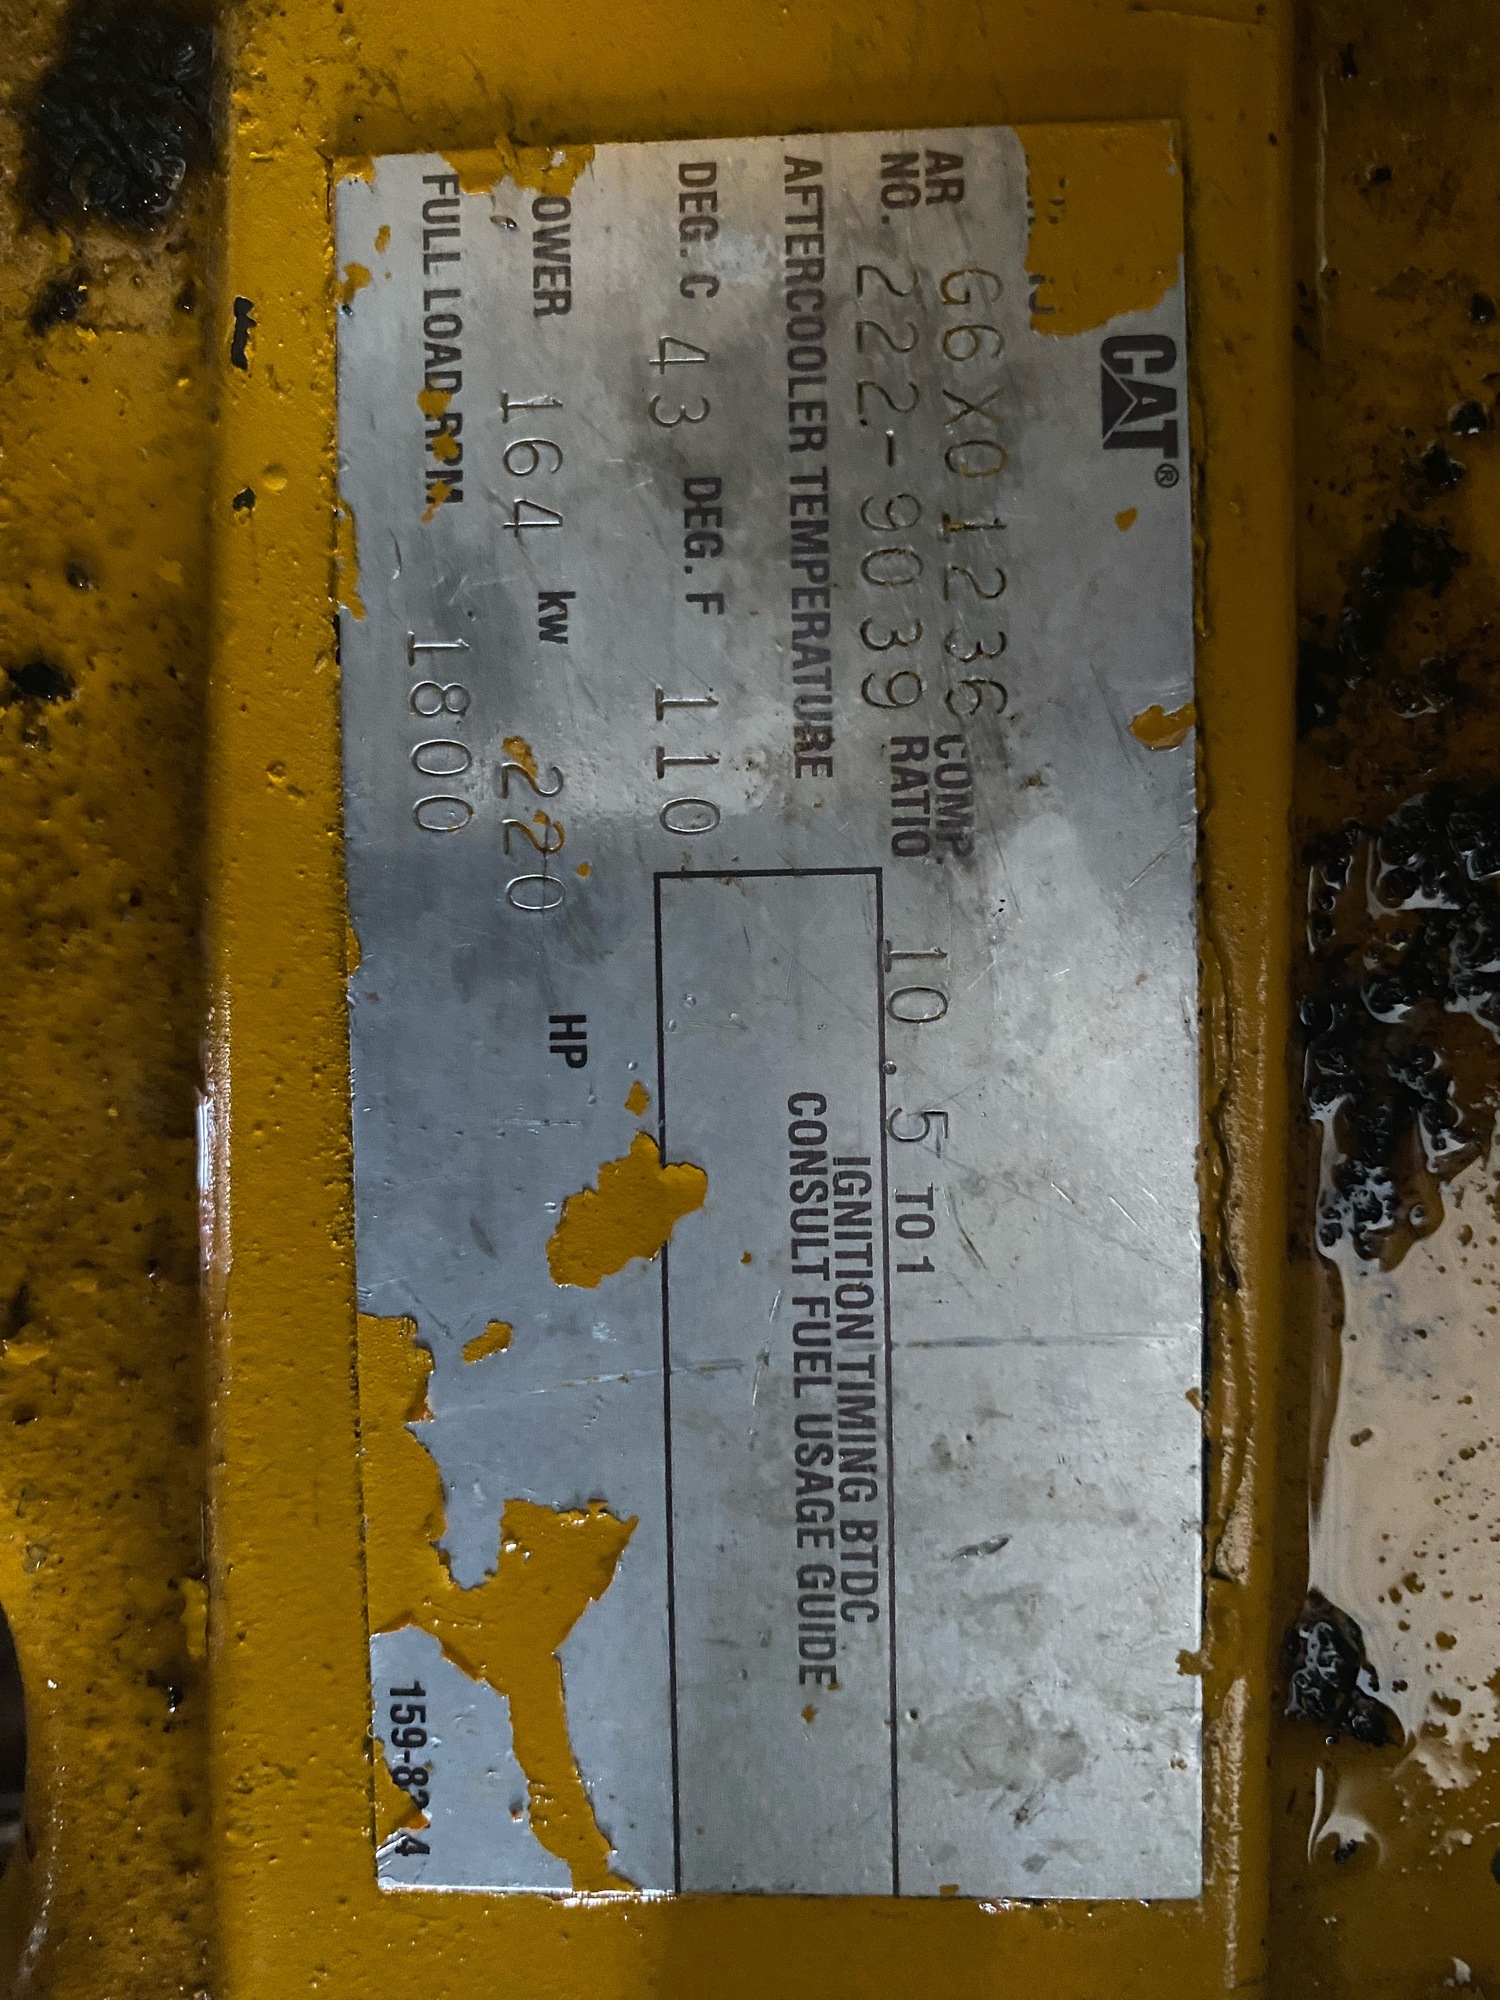 CAT®
AR G6X01236 COMP.
NO. 222-9039 RATIO 10.5 TO 1
AFTERCOOLER TEMPERATURE
DEG. C 43 DEG. F 110
IGNITION TIMING BTDC
CONSULT FUEL USAGE GUIDE
OWER 164 kw 220 HP
FULL LOAD RPM 1800